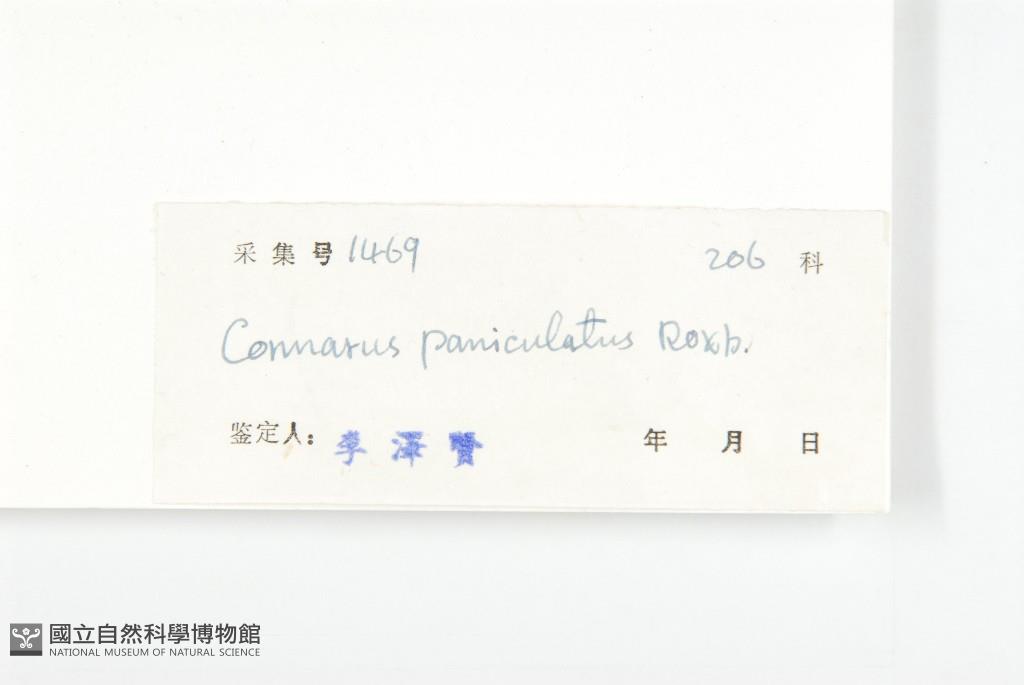 采集号 1469 206 科
Connarus paniculatus Roxb.
鉴定人: 李澤賢 年 月 日
國立自然科學博物館
NATIONAL MUSEUM OF NATURAL SCIENCE